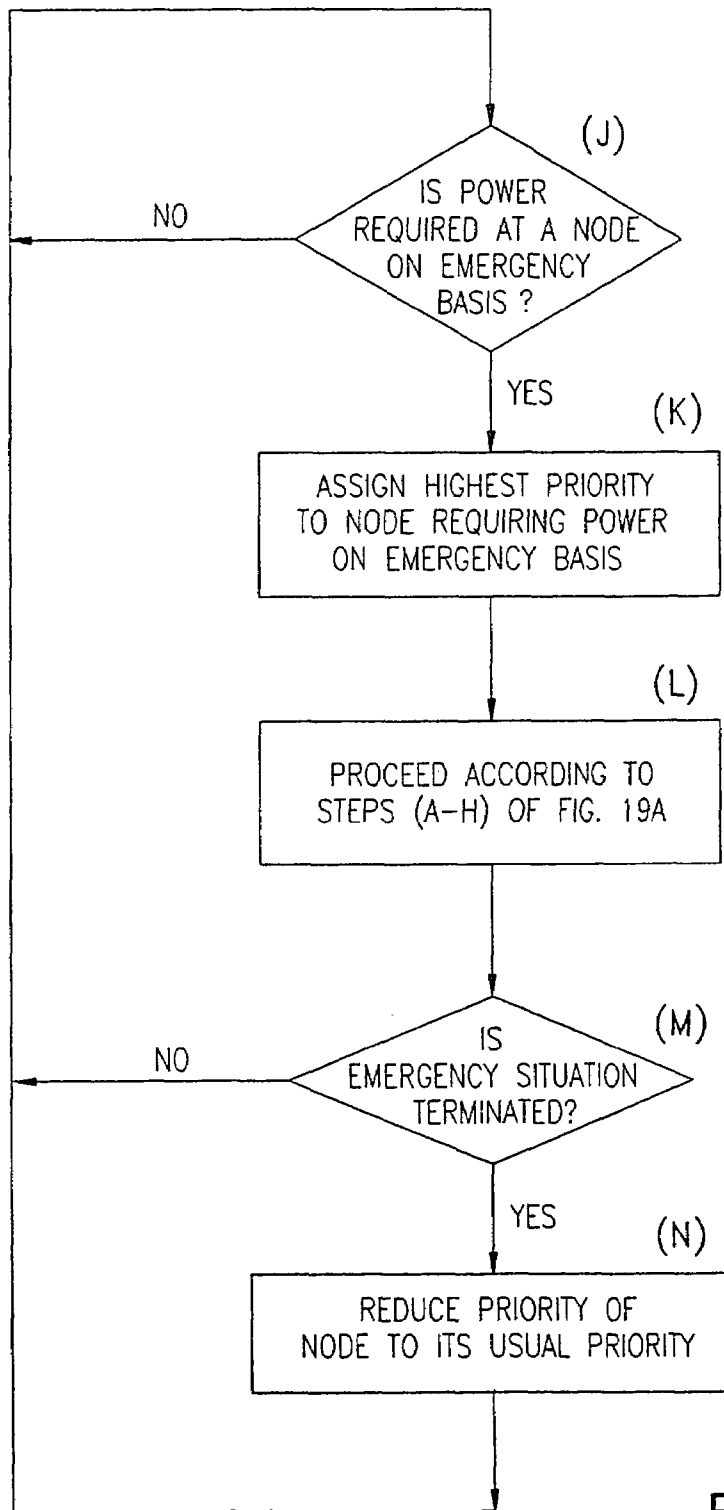 (J)
IS POWER
REQUIRED AT A NODE
ON EMERGENCY
BASIS ?
NO
YES
(K)
ASSIGN HIGHEST PRIORITY
TO NODE REQUIRING POWER
ON EMERGENCY BASIS
(L)
PROCEED ACCORDING TO
STEPS (A-H) OF FIG. 19A
(M)
IS
EMERGENCY SITUATION
TERMINATED?
NO
YES
(N)
REDUCE PRIORITY OF
NODE TO ITS USUAL PRIORITY